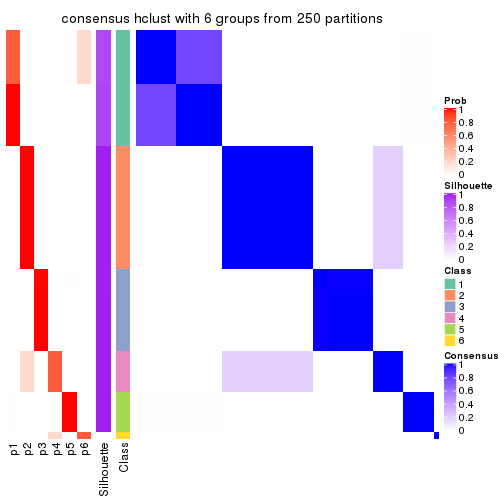 consensus hclust with 6 groups from 250 partitions
Prob
1
0.8
0.6
0.4
0.2
0
Silhouette
1
0.8
0.6
0.4
0.2
0
Class
1
2
3
4
5
6
Consensus
1
0.8
0.6
0.4
0.2
0
p1
p2
p3
p4
p5
p6
Silhouette
Class